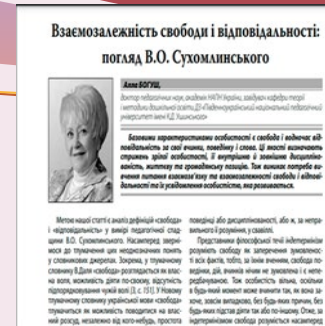 Взаємозалежність свободи і відповідальності:
погляд В.О. Сухомлинського
Алла БОГУШ,
доктор педагогічних наук, академік НАПН України, завідувач кафедри теорії
і методики дошкільної освіти ДЗ «Південноукраїнський національний педагогічний
університет імені К.Д. Ушинського»
Базовими характеристиками особистості є свобода і водночас від-
повідальність за свої вчинки, поведінку і слова. Ці якості визначають
стрижень зрілої особистості, її внутрішню й зовнішню дисципліно-
ваність, життєву та громадянську позицію. Тож виникає потреба ви-
вчення питання взаємозв'язку та взаємозалежності свободи і відпові-
дальності та їх усвідомлення особистістю, яка розвивається.
Метою нашої статті є аналіз дефініцій «свобода»
і «відповідальність» у вимірі педагогічної спад-
щини В.О. Сухомлинського. Насамперед зверні-
мося до тлумачення цих неоднозначних понять
у словникових джерелах. Зокрема, у тлумачному
словнику В.Даля «свобода» розглядається як влас-
на воля, можливість діяти по-своєму, відсутність
підпорядкування чужій волі [3, с. 151]. У Новому
тлумачному словнику української мови «свобода»
тлумачиться як можливість поводитися на влас-
ний розсуд, незалежно від кого-небудь, простота
поведінці або дисциплінованості, або ж, за неправ-
вильного її розуміння, у свавіллі.
Представники філософської течії індетермінізм
розуміють свободу як заперечення зумовленос-
ті всіх фактів, тобто, за їхнім вченням, свобода по-
ведінки, дій, вчинків нічим не зумовлена і є непе-
редбачуваною. Тож особистість вільна, оскільки
в будь-який момент може вчинити так, як вона за-
хоче, зовсім випадково, без будь-яких причин, без
будь-яких підстав діяти так або по-іншому. Отже, за
індетермінізмом свобода розуміється насамперед